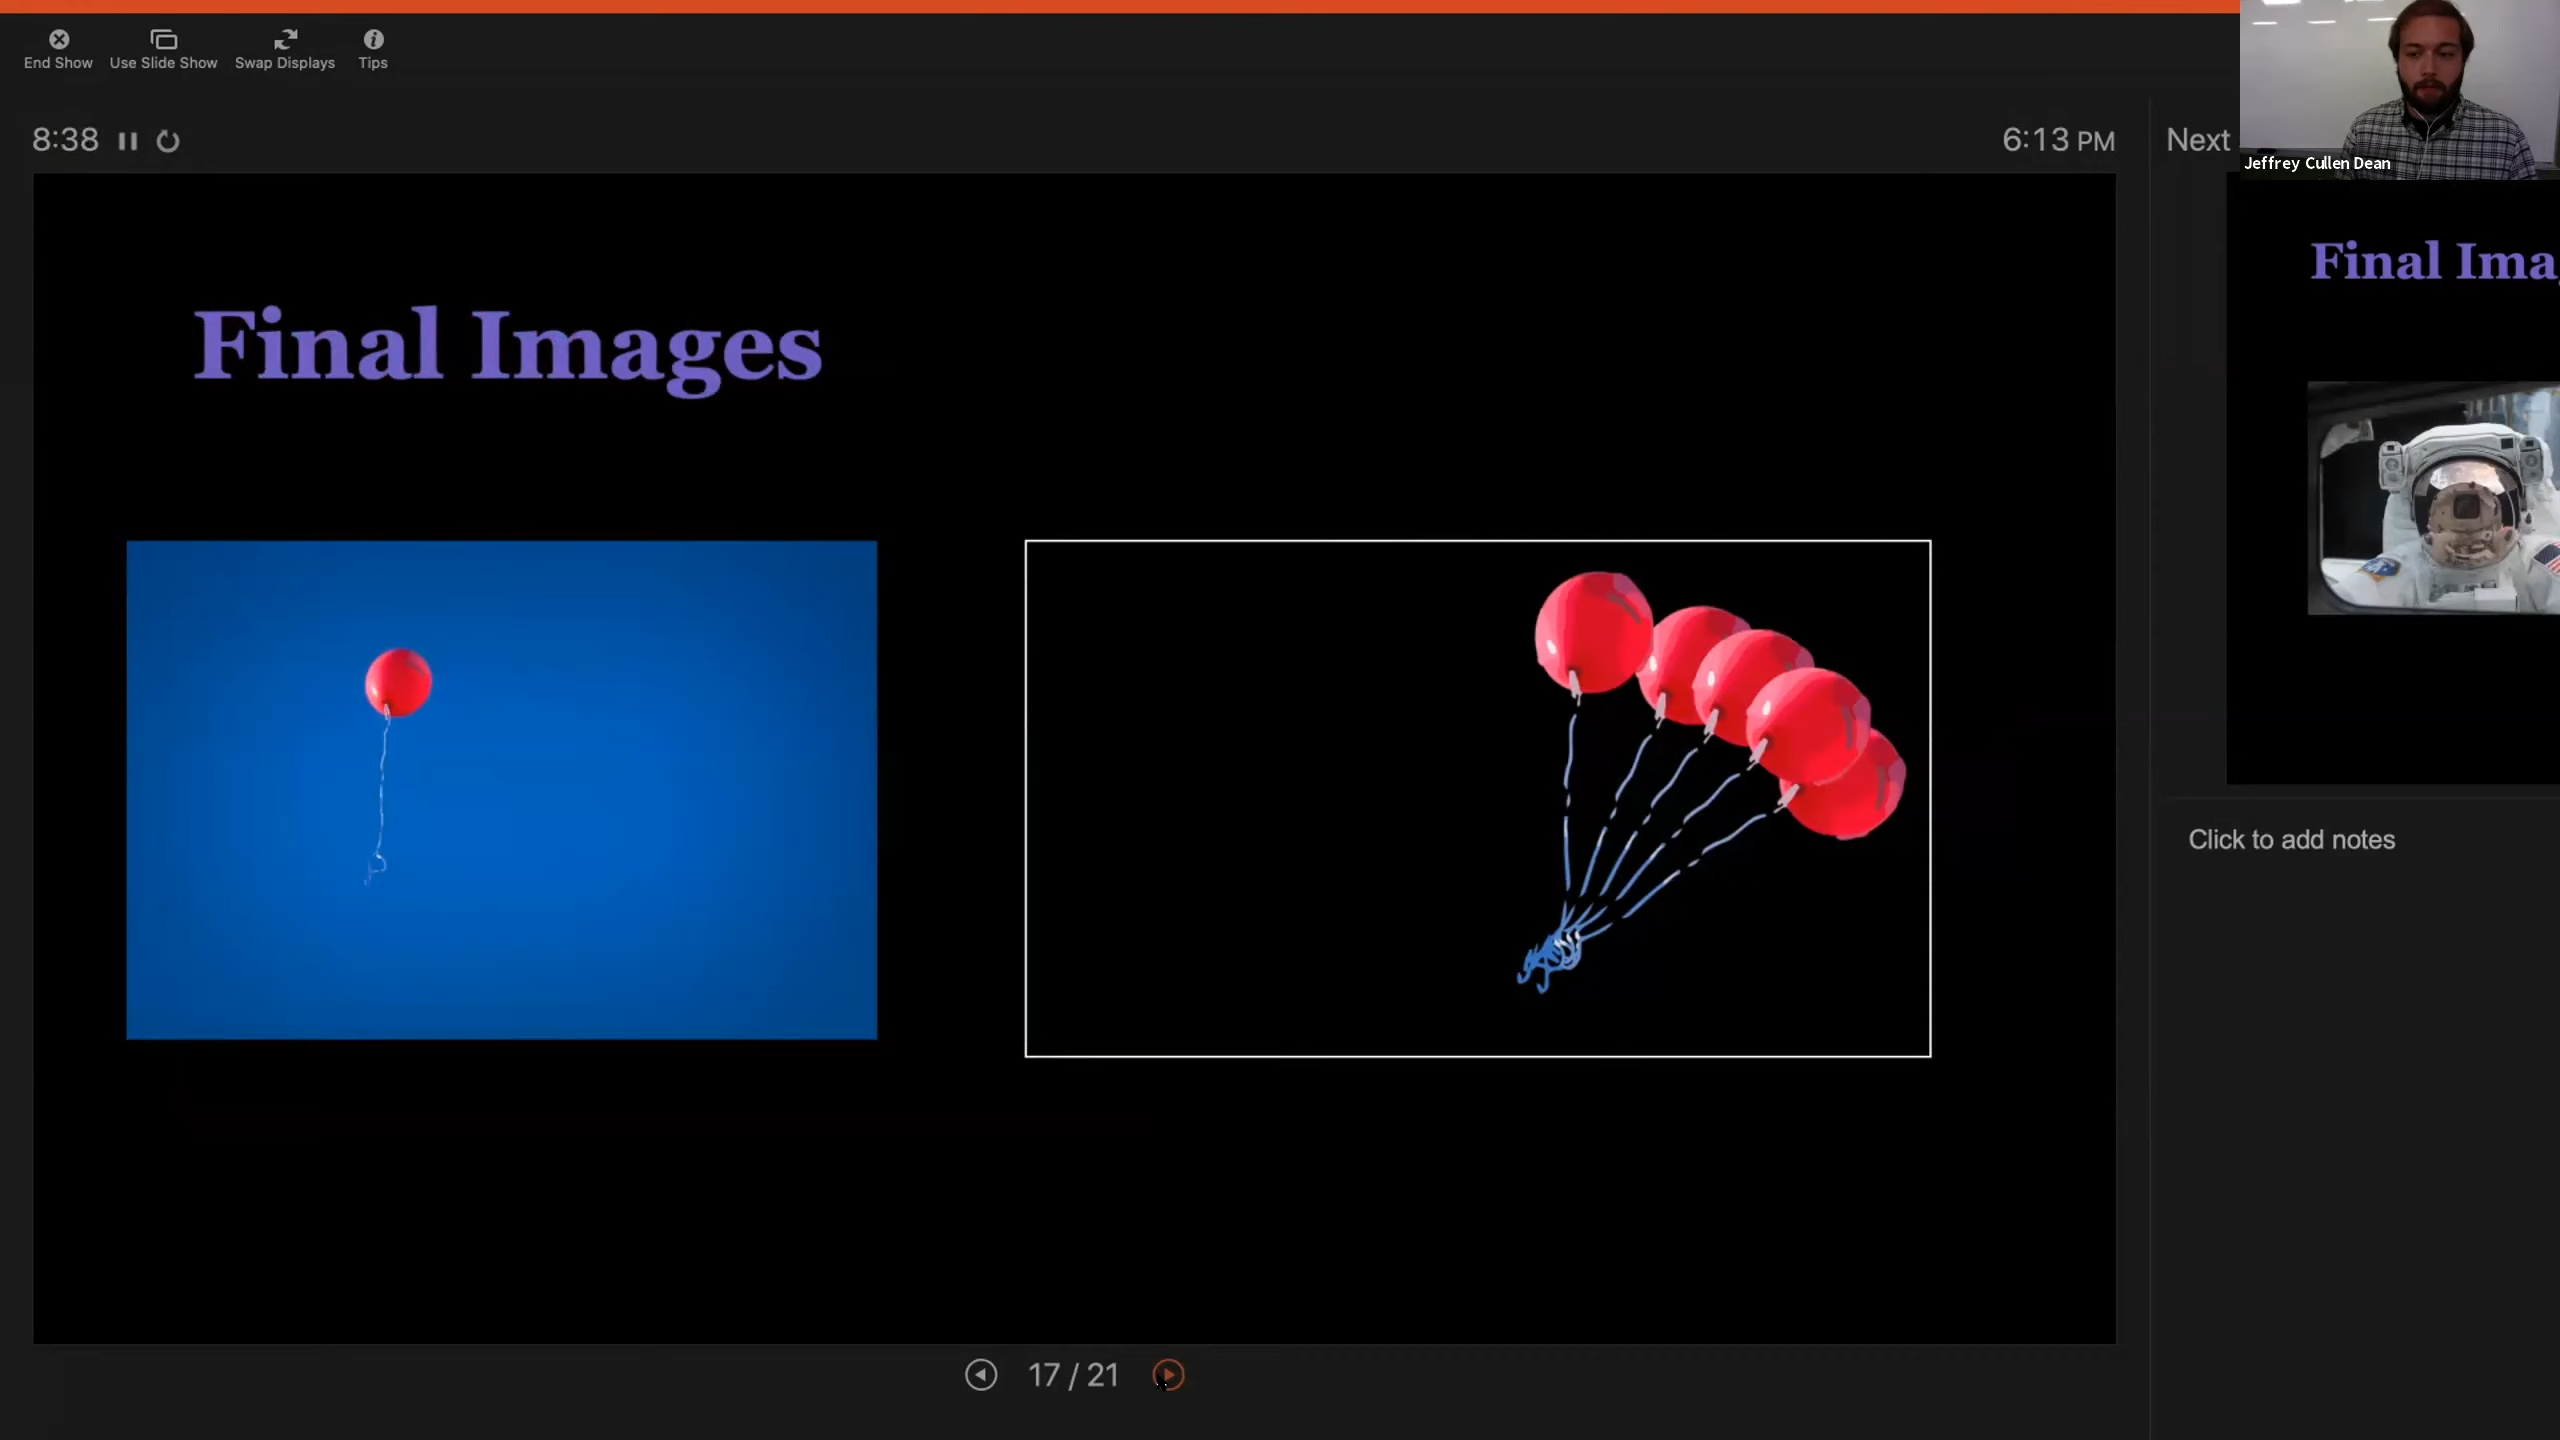 End Show
Use Slide Show
Swap Displays
Tips
8:38
6:13 PM
Next
Jeffrey Cullen Dean
Final Images
Final Ima
Click to add notes
17 / 21